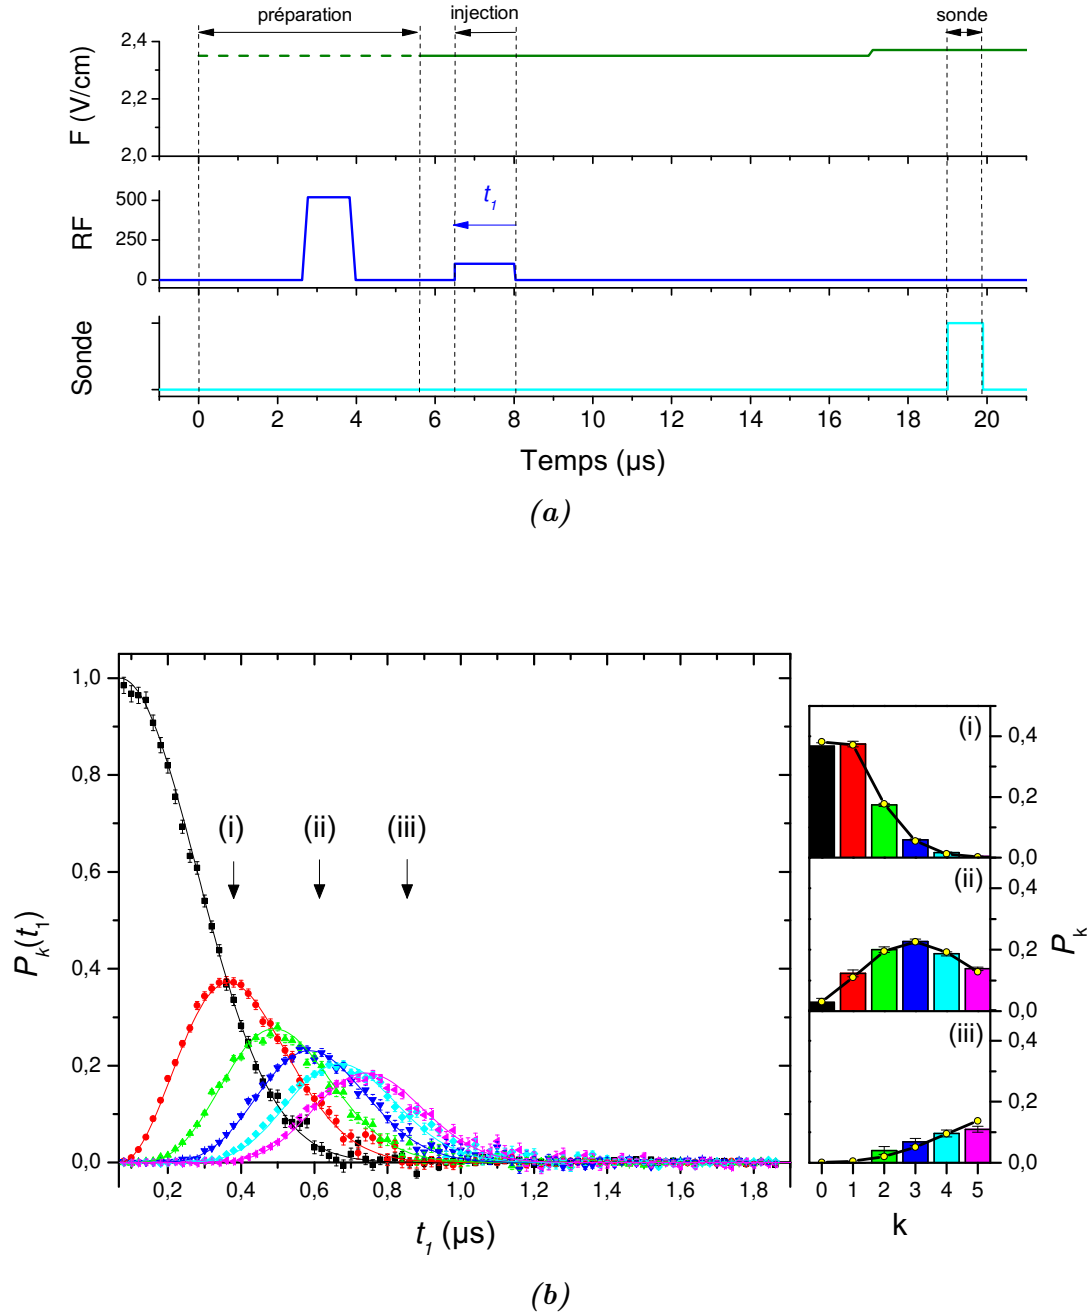 préparation injection sonde
2,4
2,2
2,0
F (V/cm)
500
250
0
RF
t1
Sonde
0 2 4 6 8 10 12 14 16 18 20
Temps (µs)
(a)
1,0
0,8
0,6
0,4
0,2
0,0
Pk(t1)
(i) (ii) (iii)
0,2 0,4 0,6 0,8 1,0 1,2 1,4 1,6 1,8
t1 (µs)
(i)
0,4
0,2
0,0
(ii)
0,4
0,2
0,0
(iii)
0,4
0,2
0,0
Pk
0 1 2 3 4 5
k
(b)